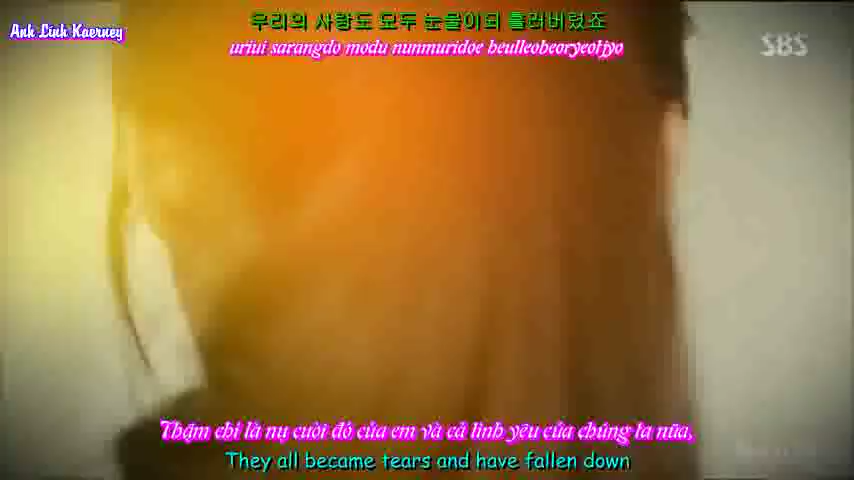 우리의 사랑도 모두 눈물이되 흘러버렸죠
Anh Linh Kaerney
uriui sarangdo modu nunmuridoe heulleobeoryeotjyo
SBS
Thậm chí là nụ cười đó của em và cả tình yêu của chúng ta nữa,
They all became tears and have fallen down